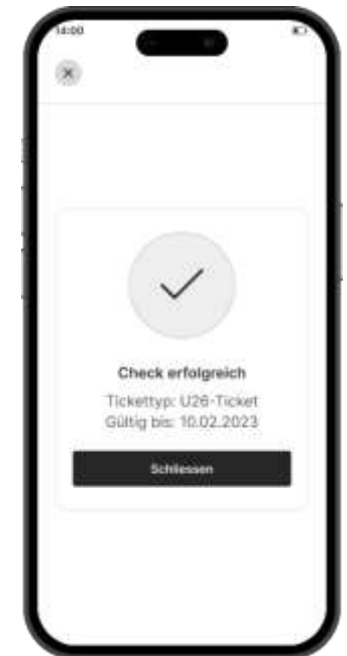 14:00
Check erfolgreich
Tickettyp: U26-Ticket
Gültig bis: 10.02.2023
Schliessen